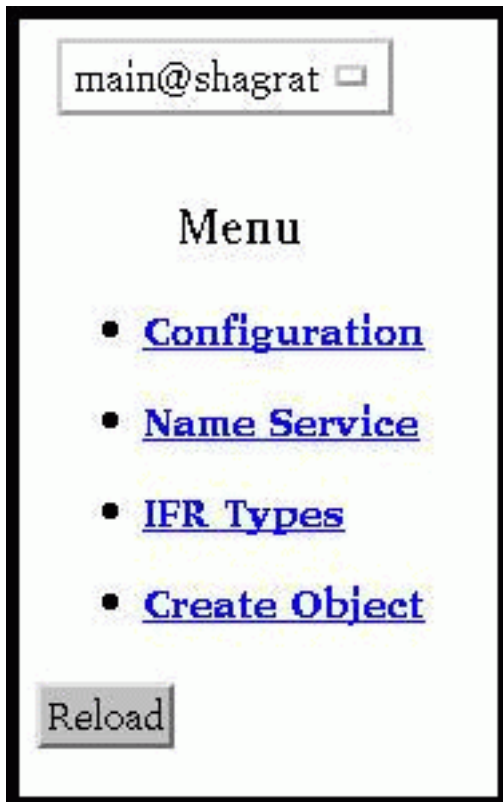 main@shagrat
Menu
Configuration
Name Service
IFR Types
Create Object
Reload